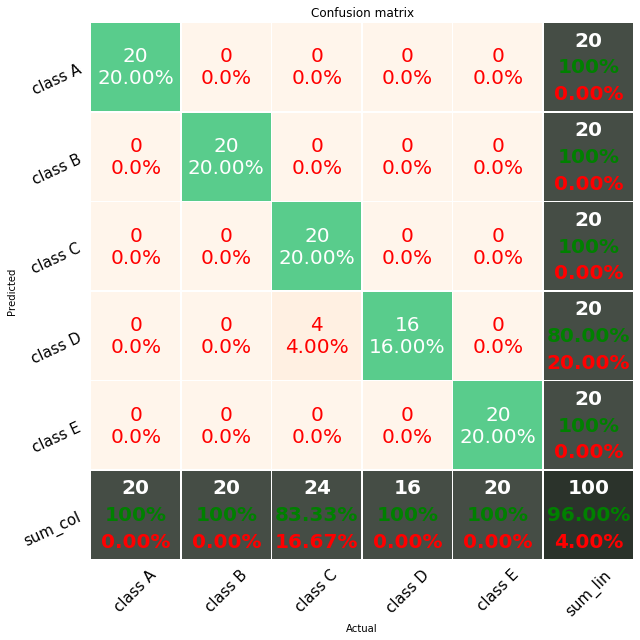 Confusion matrix
class A
20 0 0 0 0 20
20.00% 0.0% 0.0% 0.0% 0.0% 100%
0.00%
class B
0 20 0 0 0 20
0.0% 20.00% 0.0% 0.0% 0.0% 100%
0.00%
class C
0 0 20 0 0 20
0.0% 0.0% 20.00% 0.0% 0.0% 100%
0.00%
Predicted
class D
0 0 4 16 0 20
0.0% 0.0% 4.00% 16.00% 0.0% 80.00%
20.00%
class E
0 0 0 0 20 20
0.0% 0.0% 0.0% 0.0% 20.00% 100%
0.00%
sum_col
20 20 24 16 20 100
100% 100% 83.33% 100% 100% 96.00%
0.00% 0.00% 16.67% 0.00% 0.00% 4.00%
class A class B class C class D class E sum_lin
Actual